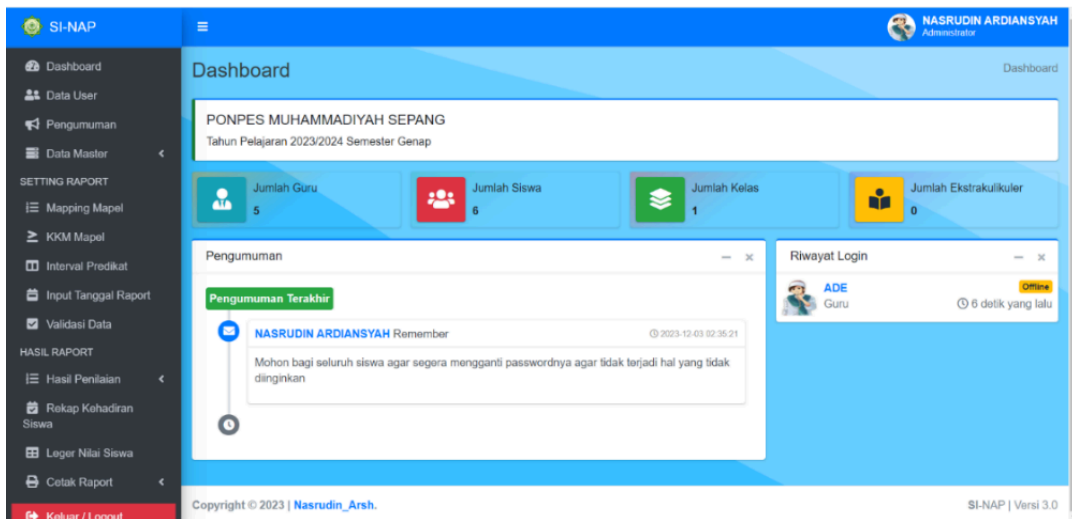 SI-NAP
NASRUDIN ARDIANSYAH
Administrator
Dashboard
Data User
Pengumuman
Data Master
SETTING RAPORT
Mapping Mapel
KKM Mapel
Interval Predikat
Input Tanggal Raport
Validasi Data
HASIL RAPORT
Hasil Penilaian
Rekap Kehadiran
Siswa
Leger Nilai Siswa
Cetak Raport
Keluar / Logout
Dashboard
Dashboard
PONPES MUHAMMADIYAH SEPANG
Tahun Pelajaran 2023/2024 Semester Genap
Jumlah Guru
5
Jumlah Siswa
6
Jumlah Kelas
1
Jumlah Ekstrakulikuler
0
Pengumuman
Pengumuman Terakhir
NASRUDIN ARDIANSYAH Remember
2023-12-03 02:35:21
Mohon bagi seluruh siswa agar segera mengganti passwordnya agar tidak terjadi hal yang tidak
diinginkan
Riwayat Login
ADE
Offline
Guru
6 detik yang lalu
Copyright © 2023 | Nasrudin_Arsh.
SI-NAP | Versi 3.0